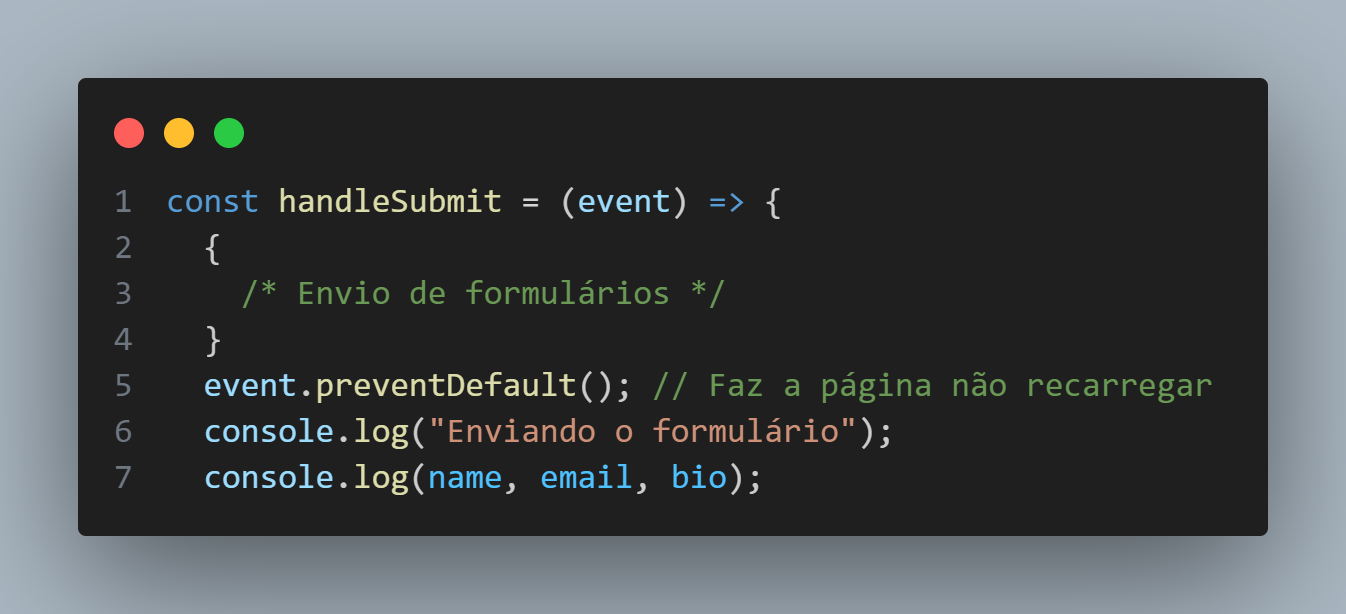 1 const handleSubmit = (event) => {
2   {
3     /* Envio de formulários */
4   }
5   event.preventDefault(); // Faz a página não recarregar
6   console.log("Enviando o formulário");
7   console.log(name, email, bio);